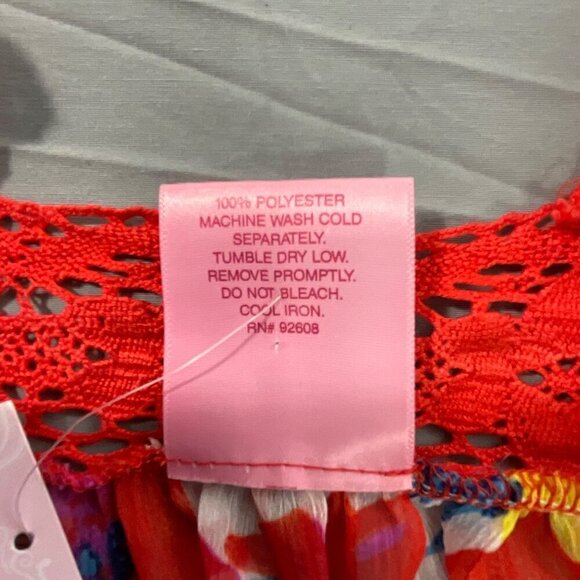 100% POLYESTER
MACHINE WASH COLD
SEPARATELY.
TUMBLE DRY LOW.
REMOVE PROMPTLY.
DO NOT BLEACH.
COOL IRON.
RN# 92608